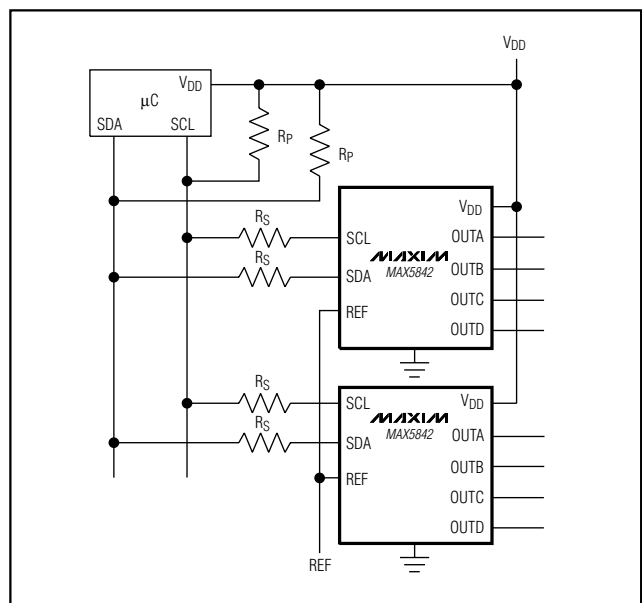 VDD
VDD
µC
SDA SCL
RP
RP
VDD
RS
SCL
OUTA
MAXIM
RS
OUTB
SDA
MAX5842
OUTC
REF
OUTD
RS
SCL
VDD
MAXIM
RS
OUTA
SDA
MAX5842
OUTB
REF
OUTC
OUTD
REF